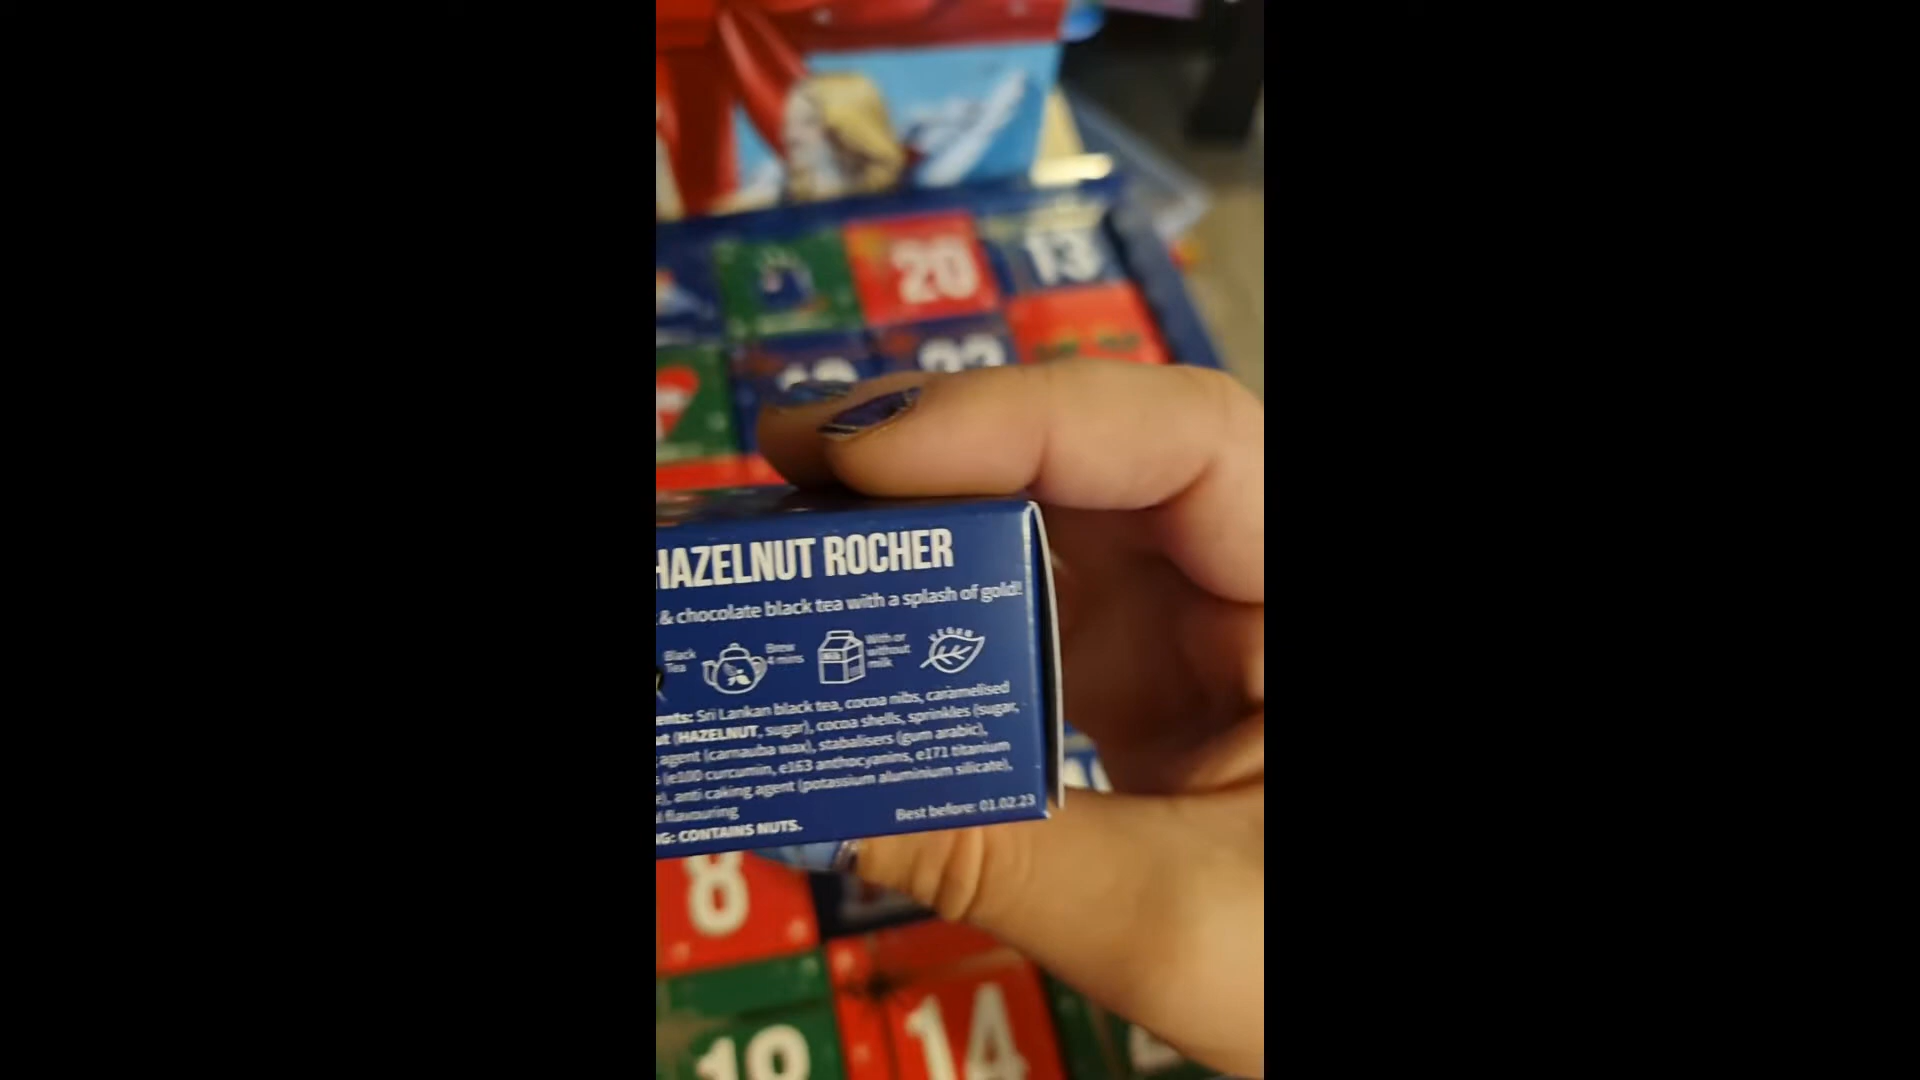 20
13
HAZELNUT ROCHER
& chocolate black tea with a splash of gold!
Black Tea
Brew 4 mins
With or without milk
VEGAN
ents: Sri Lankan black tea, cocoa nibs, caramelised
ut (HAZELNUT, sugar), cocoa shells, sprinkles (sugar,
agent (carnauba wax), stabalisers (gum arabic),
s (e100 curcumin, e163 anthocyanins, e171 titanium
e), anti caking agent (potassium aluminium silicate),
l flavouring
Best before: 01.02.23
G: CONTAINS NUTS.
8
14